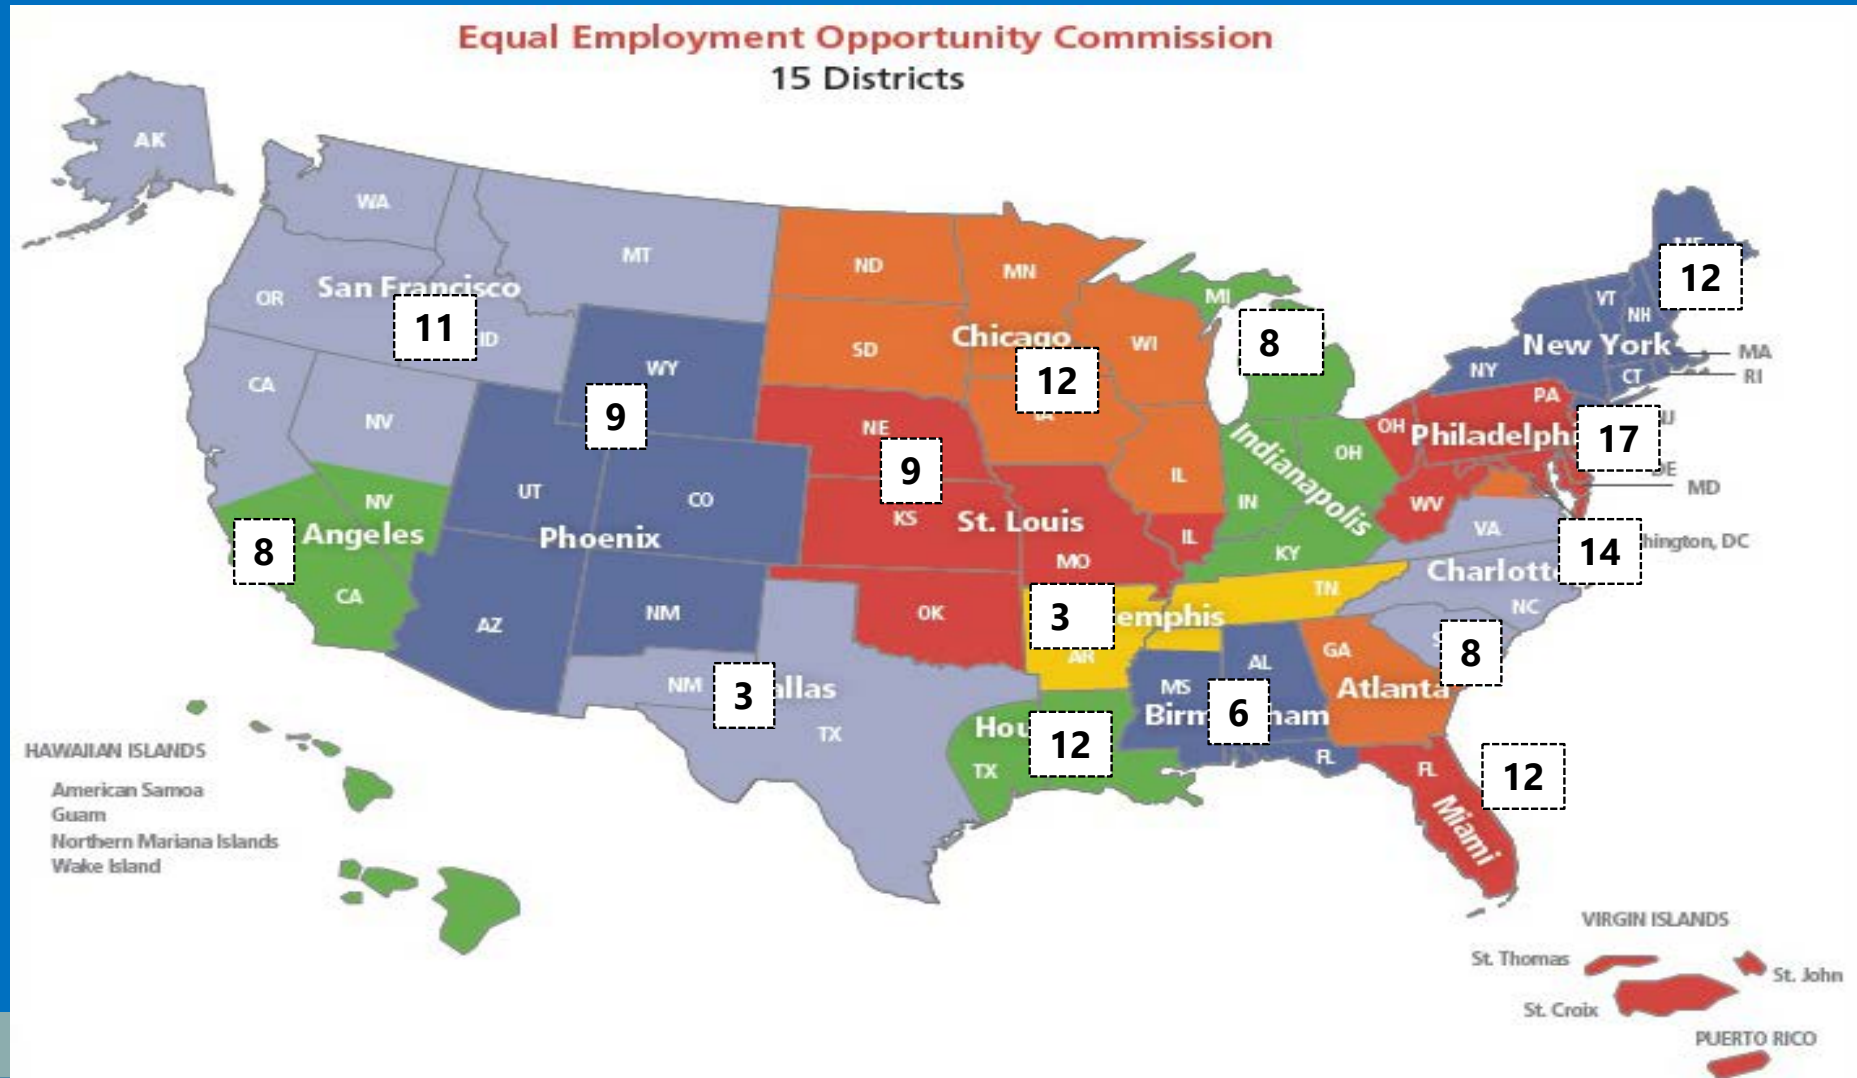 Equal Employment Opportunity Commission
15 Districts
AK
WA
MT
ND
MN
MI
12
VT
NH
OR
San Francisco
11
ID
SD
Chicago
WI
8
New York
MA
RI
NY
CT
WY
12
CA
NV
9
NE
9
PA
OH
Philadelph
17
OH
Indianapolis
IL
IN
WV
MD
UT
CO
KS
St. Louis
IL
MO
KY
VA
14
hington, DC
NV
Angeles
8
CA
Phoenix
Charlott
NC
AZ
NM
OK
3
emphis
TN
AR
8
GA
AL
MS
Atlanta
NM
3
allas
TX
Birm
6
ham
Hou
12
TX
FL
FL
12
Miami
HAWAIIAN ISLANDS
American Samoa
Guam
Northern Mariana Islands
Wake Island
VIRGIN ISLANDS
St. Thomas
St. John
St. Croix
PUERTO RICO